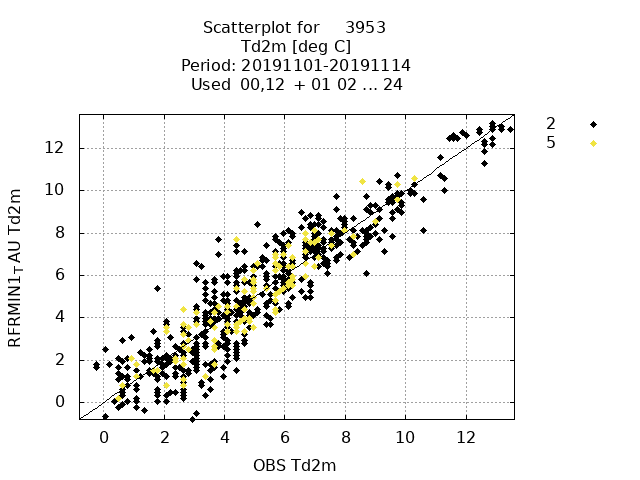 Scatterplot for 3953
Td2m [deg C]
Period: 20191101-20191114
Used 00,12 + 01 02 ... 24
2
5
12
10
8
6
4
2
0
RFRMIN1_T AU Td2m
0 2 4 6 8 10 12
OBS Td2m